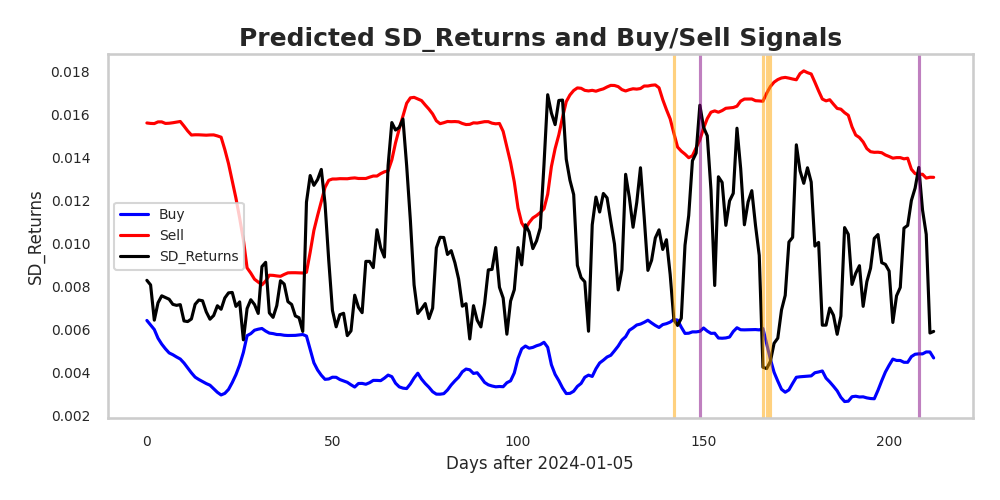 Predicted SD_Returns and Buy/Sell Signals
SD_Returns
0.018
0.016
0.014
0.012
0.010
0.008
0.006
0.004
0.002
Buy
Sell
SD_Returns
0 50 100 150 200
Days after 2024-01-05